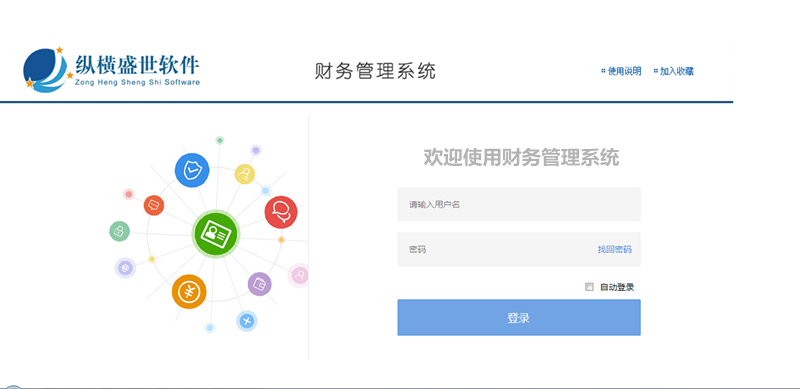 纵横盛世软件
Zong Heng Sheng Shi Software
财务管理系统
使用说明 加入收藏
欢迎使用财务管理系统
请输入用户名
密码 找回密码
自动登录
登录